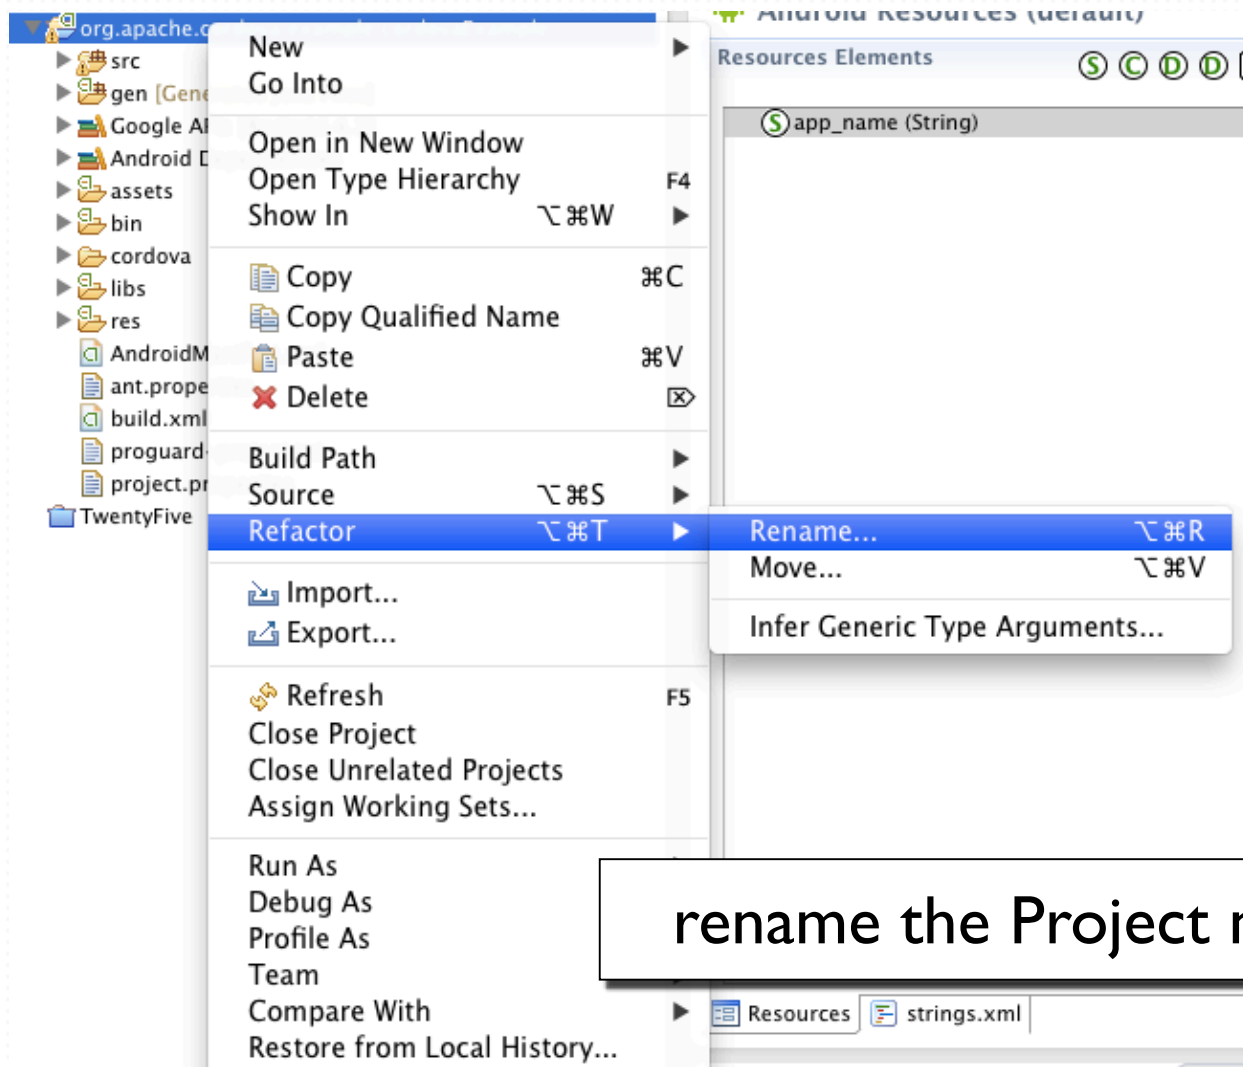 org.apache.c
src
gen [Gene
Google AP
Android D
assets
bin
cordova
libs
res
AndroidM
ant.prope
build.xml
proguard-
project.pr
TwentyFive
New
Go Into
Open in New Window
Open Type Hierarchy F4
Show In ⌥⌘W
Copy ⌘C
Copy Qualified Name
Paste ⌘V
Delete ⌦
Build Path
Source ⌥⌘S
Refactor ⌥⌘T
Import...
Export...
Refresh F5
Close Project
Close Unrelated Projects
Assign Working Sets...
Run As
Debug As
Profile As
Team
Compare With
Restore from Local History...
Rename... ⌥⌘R
Move... ⌥⌘V
Infer Generic Type Arguments...
Android Resources (default)
Resources Elements S C D D
S app_name (String)
rename the Project
Resources strings.xml